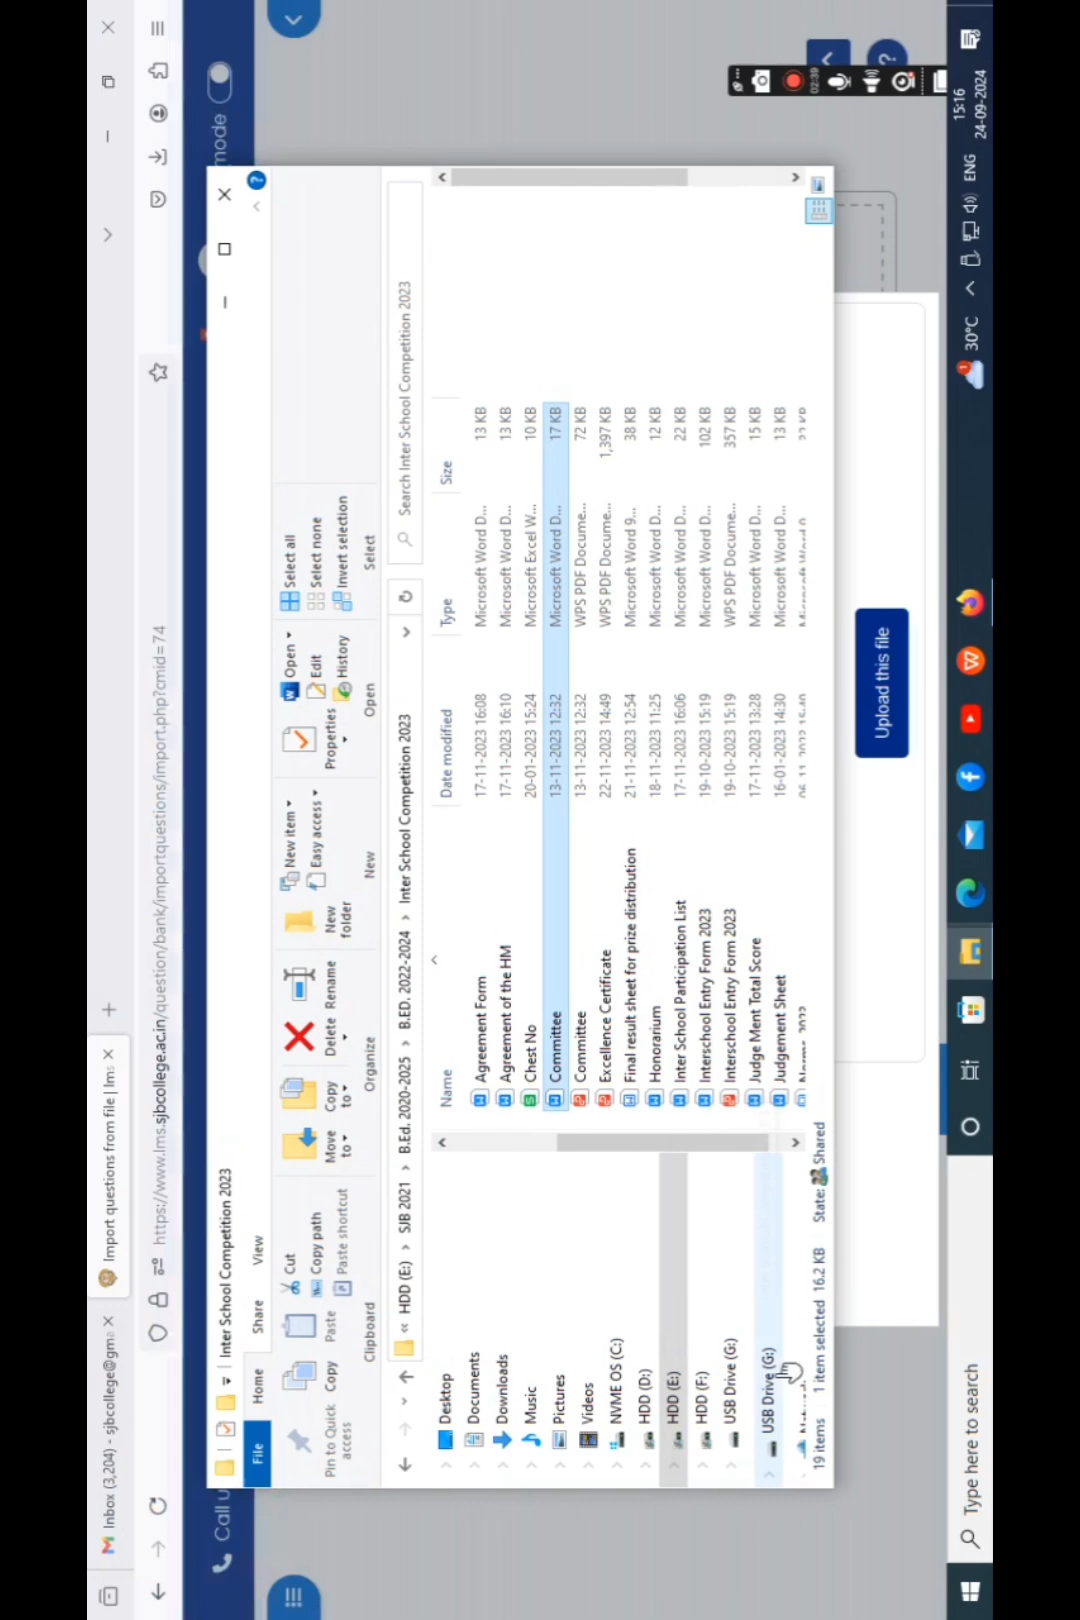 Inbox (3,204) - sjbcollege@gma
Import questions from file | lms
https://www.lms.sjbcollege.ac.in/question/bank/importquestions/import.php?cmid=74
Call u
mode
Inter School Competition 2023
File
Home
Share
View
Pin to Quick access
Copy
Paste
Cut
Copy path
Paste shortcut
Clipboard
Move to
Copy to
Delete
Rename
Organize
New folder
New item
Easy access
New
Properties
Open
Edit
History
Open
Select all
Select none
Invert selection
Select
« HDD (E:) › SJB 2021 › B.Ed. 2020-2025 › B.ED. 2022-2024 › Inter School Competition 2023
Search Inter School Competition 2023
Desktop
Documents
Downloads
Music
Pictures
Videos
NVME OS (C:)
HDD (D:)
HDD (E:)
HDD (F:)
USB Drive (G:)
USB Drive (G:)
Name Date modified Type Size
Agreement Form 17-11-2023 16:08 Microsoft Word D... 13 KB
Agreement of the HM 17-11-2023 16:10 Microsoft Word D... 13 KB
Chest No 20-01-2023 15:24 Microsoft Excel W... 10 KB
Committee 13-11-2023 12:32 Microsoft Word D... 17 KB
Committee 13-11-2023 12:32 WPS PDF Docume... 72 KB
Excellence Certificate 22-11-2023 14:49 WPS PDF Docume... 1,397 KB
Final result sheet for prize distribution 21-11-2023 12:54 Microsoft Word 9... 38 KB
Honorarium 18-11-2023 11:25 Microsoft Word D... 12 KB
Inter School Participation List 17-11-2023 16:06 Microsoft Word D... 22 KB
Interschool Entry Form 2023 19-10-2023 15:19 Microsoft Word D... 102 KB
Interschool Entry Form 2023 19-10-2023 15:19 WPS PDF Docume... 357 KB
Judge Ment Total Score 17-11-2023 13:28 Microsoft Word D... 15 KB
Judgement Sheet 16-01-2023 14:30 Microsoft Word D... 13 KB
19 items 1 item selected 16.2 KB State: Shared
Upload this file
02:39
Type here to search
1
30°C
ENG
15:16
24-09-2024